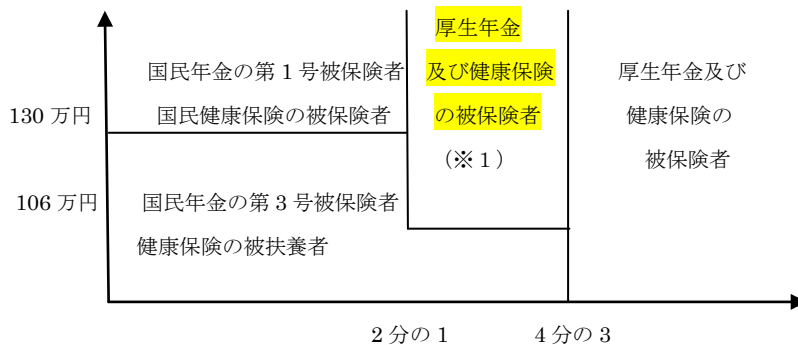 厚生年金
国民年金の第1号被保険者
及び健康保険
厚生年金及び
130万円
国民健康保険の被保険者
の被保険者
健康保険の
(※1)
被保険者
106万円
国民年金の第3号被保険者
健康保険の被扶養者
2分の1
4分の3